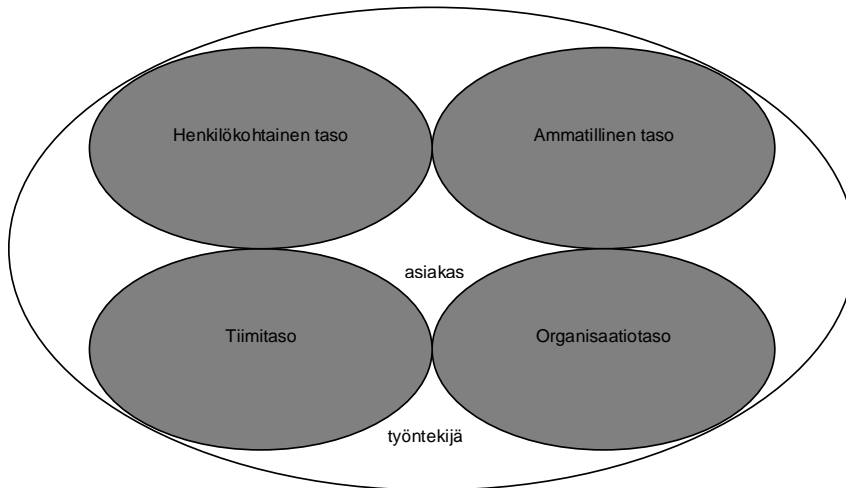 Henkilökohtainen taso
Ammatillinen taso
asiakas
Tiimitaso
Organisaatiotaso
työntekijä